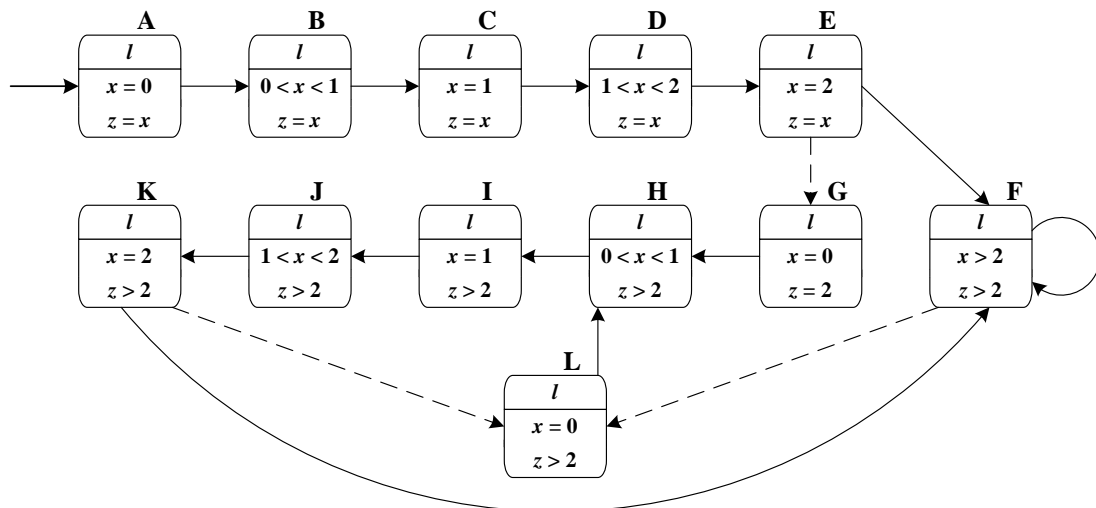 A B C D E
l l l l l
x = 0 0 < x < 1 x = 1 1 < x < 2 x = 2
z = x z = x z = x z = x z = x
K J I H G F
l l l l l l
x = 2 1 < x < 2 x = 1 0 < x < 1 x = 0 x > 2
z > 2 z > 2 z > 2 z > 2 z = 2 z > 2
L
l
x = 0
z > 2